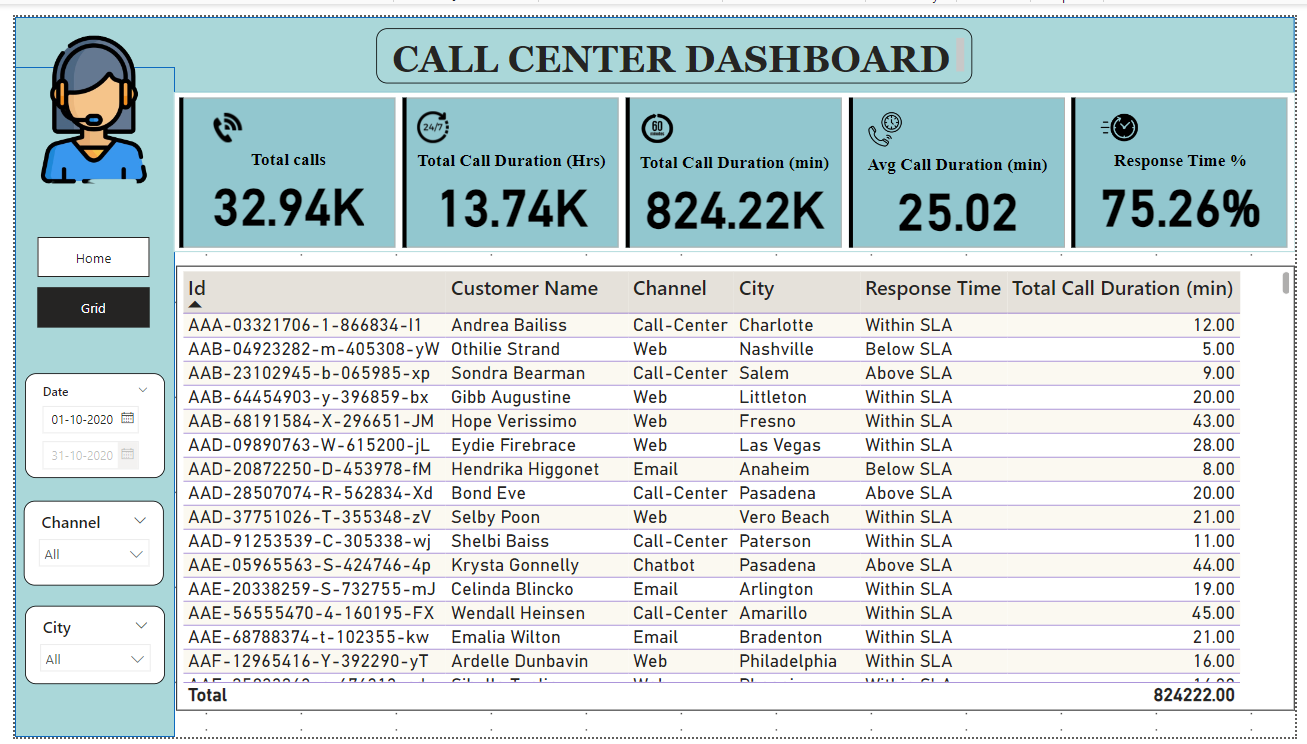 CALL CENTER DASHBOARD
24/7
60
Total calls
Total Call Duration (Hrs)
Total Call Duration (min)
Avg Call Duration (min)
Response Time %
32.94K
13.74K
824.22K
25.02
75.26%
Home
Grid
Date
01-10-2020
31-10-2020
Channel
All
City
All
Id Customer Name Channel City Response Time Total Call Duration (min)
AAA-03321706-1-866834-I1 Andrea Bailiss Call-Center Charlotte Within SLA 12.00
AAB-04923282-m-405308-yW Othilie Strand Web Nashville Below SLA 5.00
AAB-23102945-b-065985-xp Sondra Bearman Call-Center Salem Above SLA 9.00
AAB-64454903-y-396859-bx Gibb Augustine Web Littleton Within SLA 20.00
AAB-68191584-X-296651-JM Hope Verissimo Web Fresno Within SLA 43.00
AAD-09890763-W-615200-jL Eydie Firebrace Web Las Vegas Within SLA 28.00
AAD-20872250-D-453978-fM Hendrika Higgonet Email Anaheim Below SLA 8.00
AAD-28507074-R-562834-Xd Bond Eve Call-Center Pasadena Above SLA 20.00
AAD-37751026-T-355348-zV Selby Poon Web Vero Beach Within SLA 21.00
AAD-91253539-C-305338-wj Shelbi Baiss Call-Center Paterson Within SLA 11.00
AAE-05965563-S-424746-4p Krysta Gonnelly Chatbot Pasadena Above SLA 44.00
AAE-20338259-S-732755-mJ Celinda Blincko Email Arlington Within SLA 19.00
AAE-56555470-4-160195-FX Wendall Heinsen Call-Center Amarillo Within SLA 45.00
AAE-68788374-t-102355-kw Emalia Wilton Email Bradenton Within SLA 21.00
AAF-12965416-Y-392290-yT Ardelle Dunbavin Web Philadelphia Within SLA 16.00
Total 824222.00